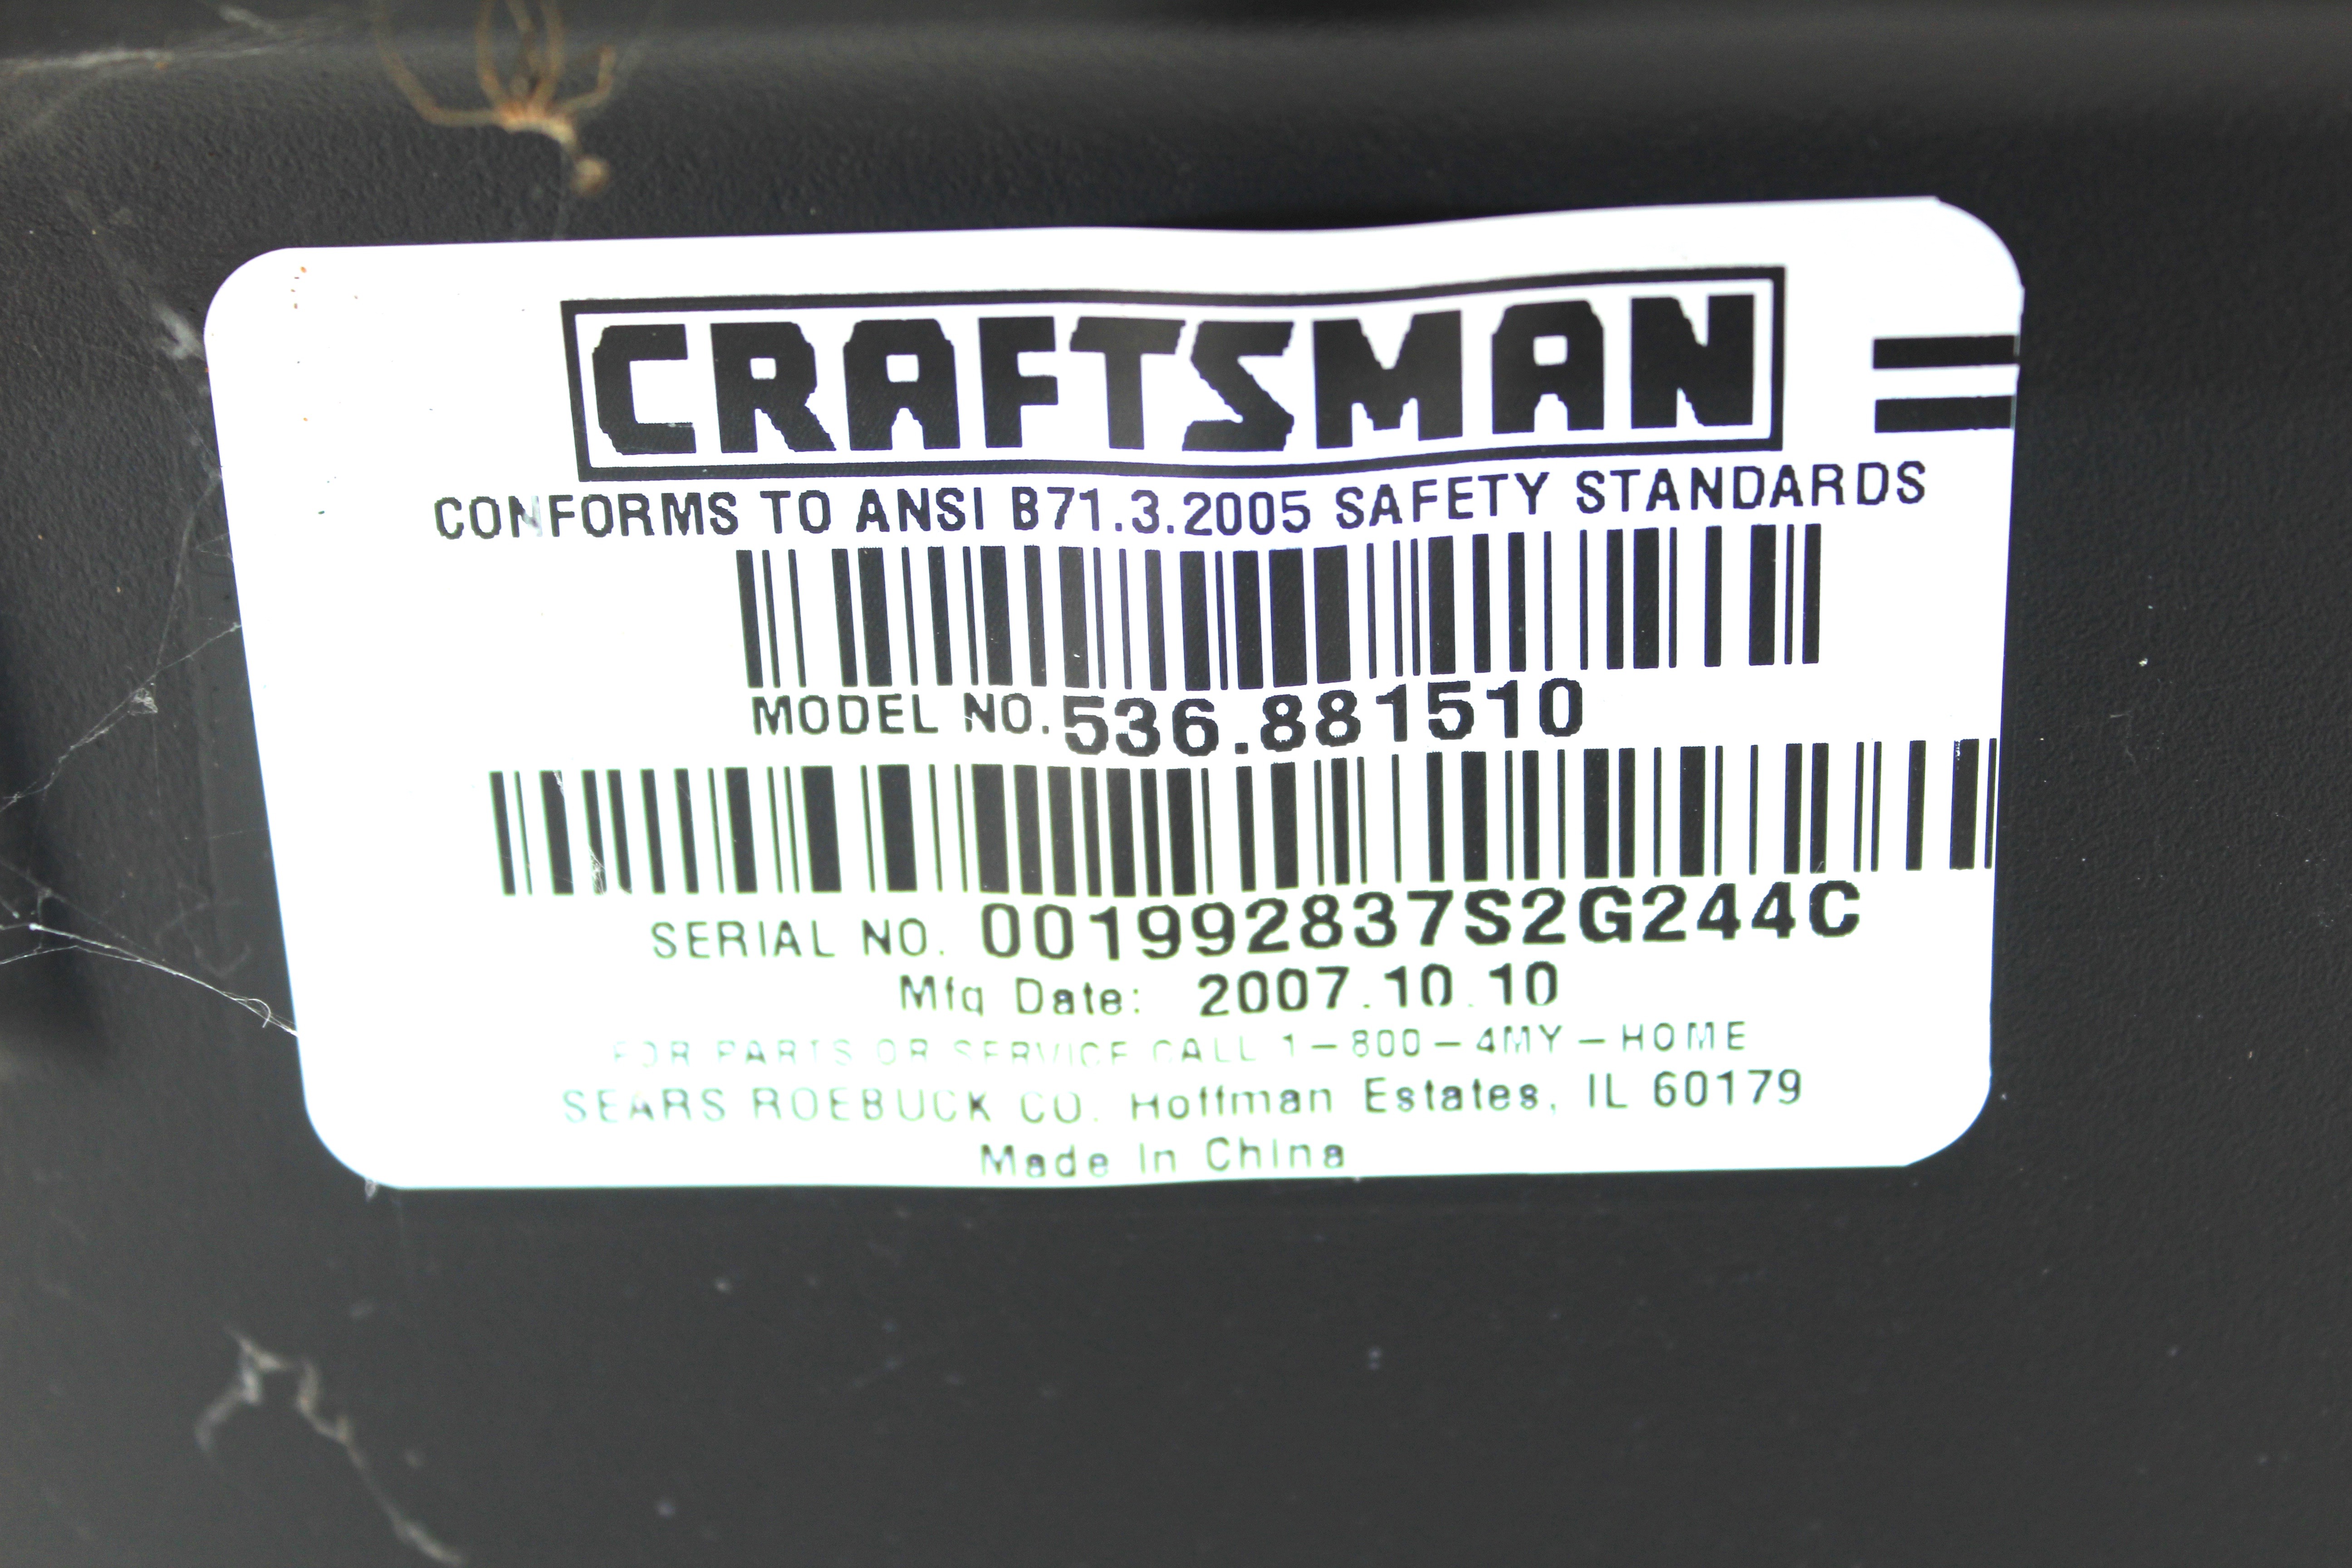 CRAFTSMAN
CONFORMS TO ANSI B71.3.2005 SAFETY STANDARDS
MODEL NO. 536.881510
SERIAL NO. 001992837S2G244C
Mfg Date: 2007.10.10
FOR PARTS OR SERVICE CALL 1-800-4MY-HOME
SEARS ROEBUCK CO. Hoffman Estates, IL 60179
Made In China